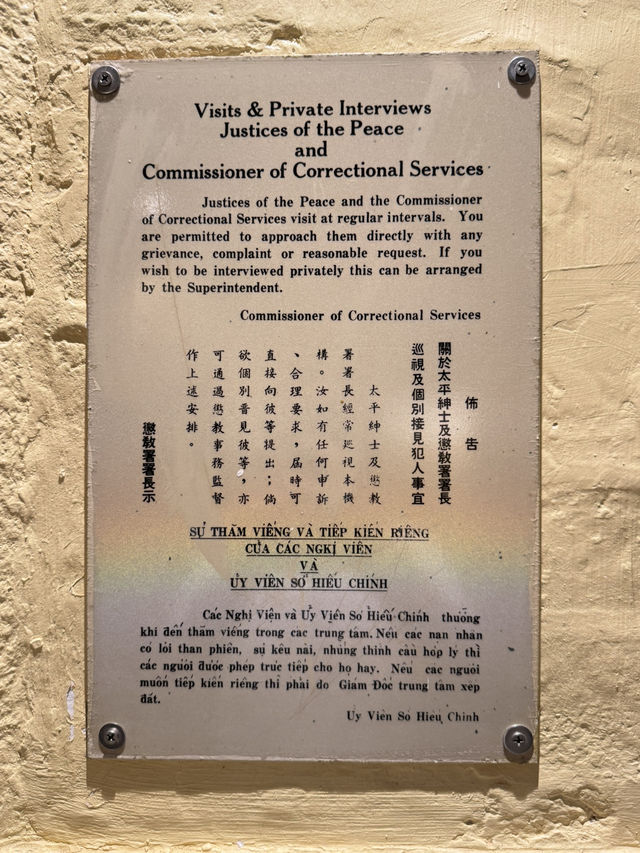 Visits & Private Interviews
Justices of the Peace
and
Commissioner of Correctional Services
Justices of the Peace and the Commissioner
of Correctional Services visit at regular intervals. You
are permitted to approach them directly with any
grievance, complaint or reasonable request. If you
wish to be interviewed privately this can be arranged
by the Superintendent.
Commissioner of Correctional Services
佈告
關於太平紳士及懲敎署署長
巡視及個別接見犯人事宜
太平紳士及懲教
署署長經常巡視本機
構。汝如有任何申訴
、合理要求,屆時可
直接向彼等提出;倘
欲個別晉見彼等,亦
可通過懲教事務監督
作上述安排。
懲敎署署長示
SỰ THĂM VIẾNG VÀ TIẾP KIẾN RIÊNG
CỦA CÁC NGKỊ VIÊN
VÀ
ỦY VIÊN SỞ HIẾU CHÍNH
Các Nghị Viện và Ủy Viên Sở Hiếu Chính thường
khi đến thăm viếng trong các trung tâm. Nếu các nạn nhân
có lời than phiên, sự kêu nài, nhưng thỉnh cầu hợp lý thì
các người được phép trực tiếp cho họ hay. Nếu các người
muốn tiếp kiến riêng thì phải do Giám Đốc trung tâm xếp
đất.
Ủy Viên Sở Hiếu Chính